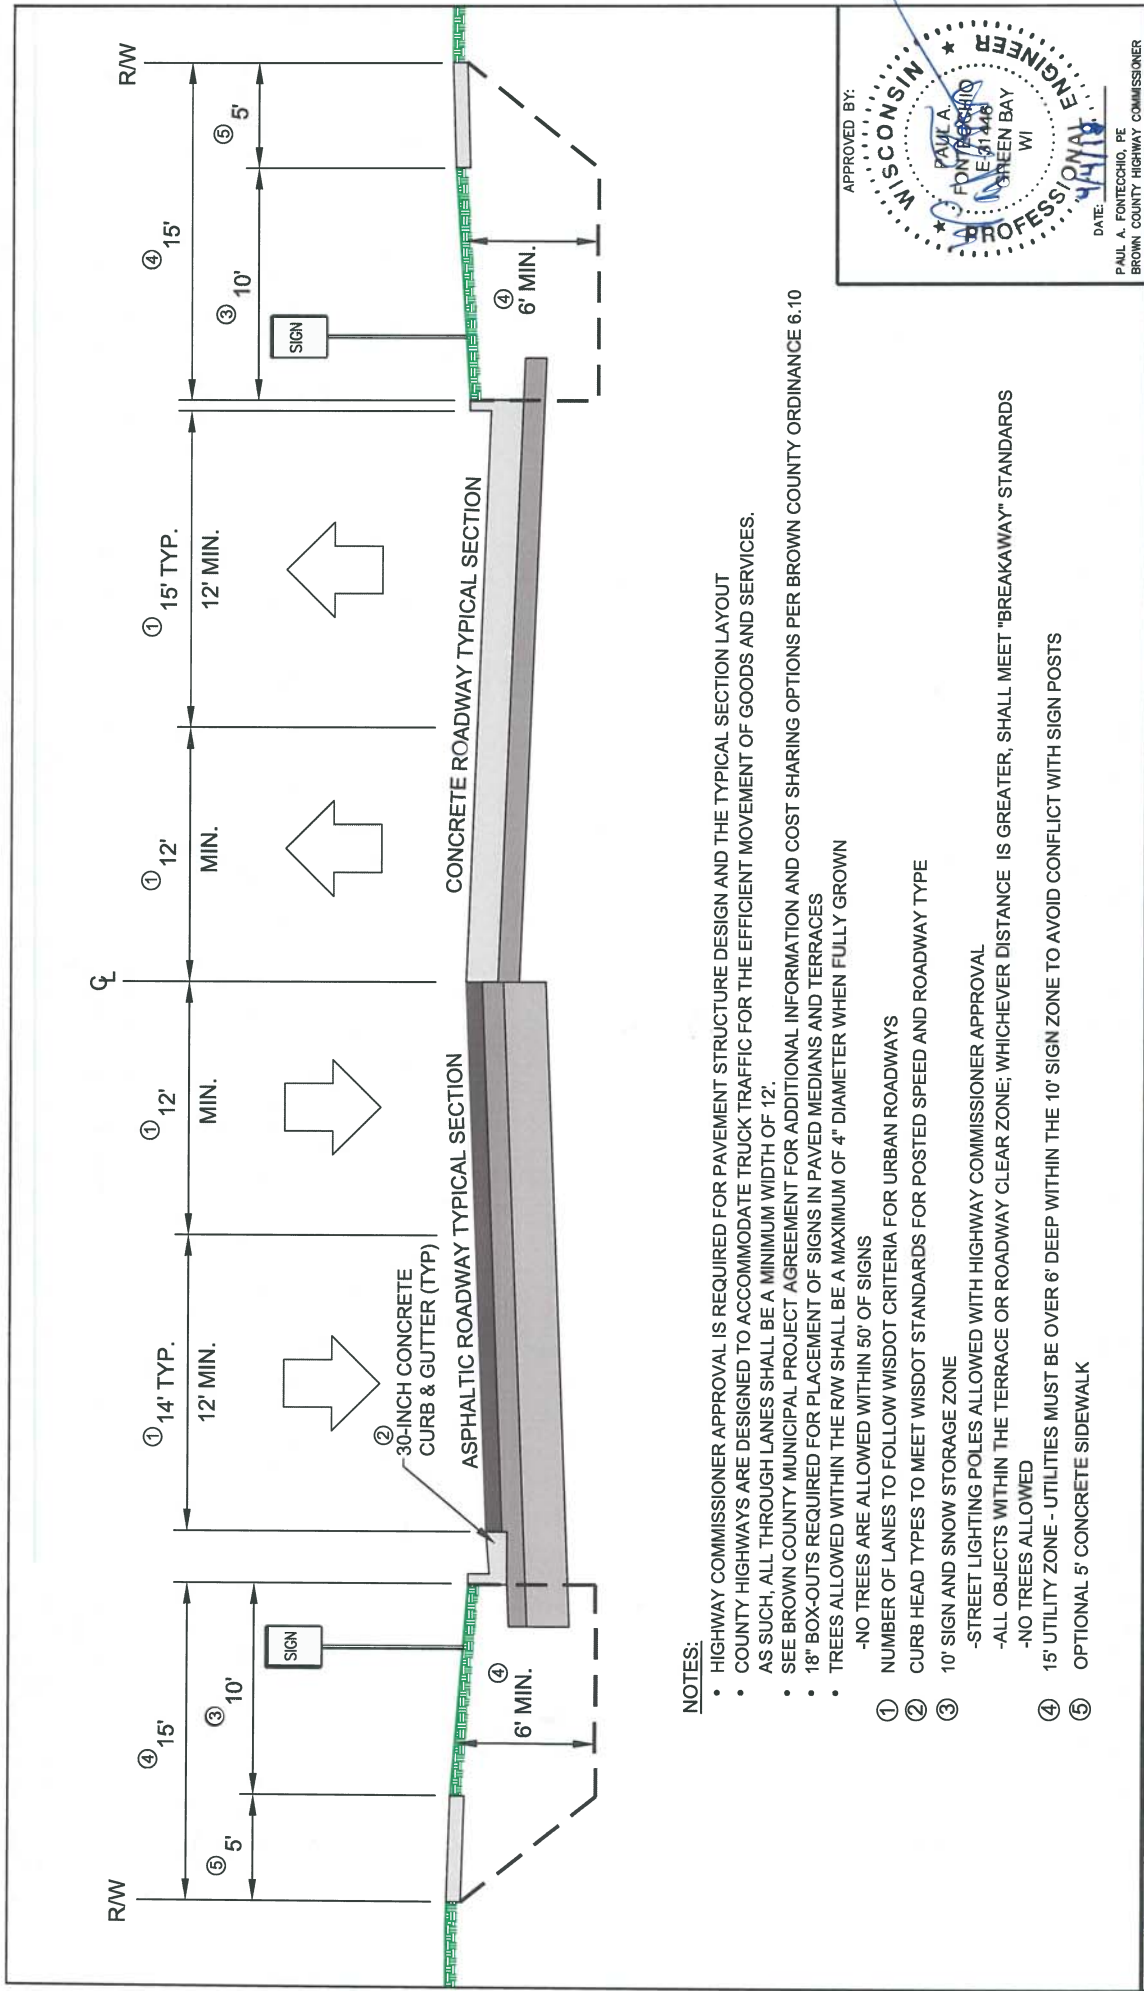 R/W
④ 15'
⑤ 5'
③ 10'
SIGN
④
6' MIN.
① 14' TYP.
12' MIN.
②
30-INCH CONCRETE
CURB & GUTTER (TYP)
ASPHALTIC ROADWAY TYPICAL SECTION
① 12'
MIN.
CL
① 12'
MIN.
CONCRETE ROADWAY TYPICAL SECTION
① 15' TYP.
12' MIN.
R/W
④ 15'
③ 10'
⑤ 5'
SIGN
④
6' MIN.
NOTES:
• HIGHWAY COMMISSIONER APPROVAL IS REQUIRED FOR PAVEMENT STRUCTURE DESIGN AND THE TYPICAL SECTION LAYOUT
• COUNTY HIGHWAYS ARE DESIGNED TO ACCOMMODATE TRUCK TRAFFIC FOR THE EFFICIENT MOVEMENT OF GOODS AND SERVICES.
AS SUCH, ALL THROUGH LANES SHALL BE A MINIMUM WIDTH OF 12'.
• SEE BROWN COUNTY MUNICIPAL PROJECT AGREEMENT FOR ADDITIONAL INFORMATION AND COST SHARING OPTIONS PER BROWN COUNTY ORDINANCE 6.10
• 18" BOX-OUTS REQUIRED FOR PLACEMENT OF SIGNS IN PAVED MEDIANS AND TERRACES
• TREES ALLOWED WITHIN THE R/W SHALL BE A MAXIMUM OF 4" DIAMETER WHEN FULLY GROWN
-NO TREES ARE ALLOWED WITHIN 50' OF SIGNS
① NUMBER OF LANES TO FOLLOW WISDOT CRITERIA FOR URBAN ROADWAYS
② CURB HEAD TYPES TO MEET WISDOT STANDARDS FOR POSTED SPEED AND ROADWAY TYPE
③ 10' SIGN AND SNOW STORAGE ZONE
-STREET LIGHTING POLES ALLOWED WITH HIGHWAY COMMISSIONER APPROVAL
-ALL OBJECTS WITHIN THE TERRACE OR ROADWAY CLEAR ZONE; WHICHEVER DISTANCE IS GREATER, SHALL MEET "BREAKAWAY" STANDARDS
-NO TREES ALLOWED
④ 15' UTILITY ZONE - UTILITIES MUST BE OVER 6' DEEP WITHIN THE 10' SIGN ZONE TO AVOID CONFLICT WITH SIGN POSTS
⑤ OPTIONAL 5' CONCRETE SIDEWALK
APPROVED BY:
WISCONSIN
PAUL A.
FONTECCHIO
E-31446
GREEN BAY
WI
PROFESSIONAL ENGINEER
DATE: 4/4/18
PAUL A. FONTECCHIO, PE
BROWN COUNTY HIGHWAY COMMISSIONER